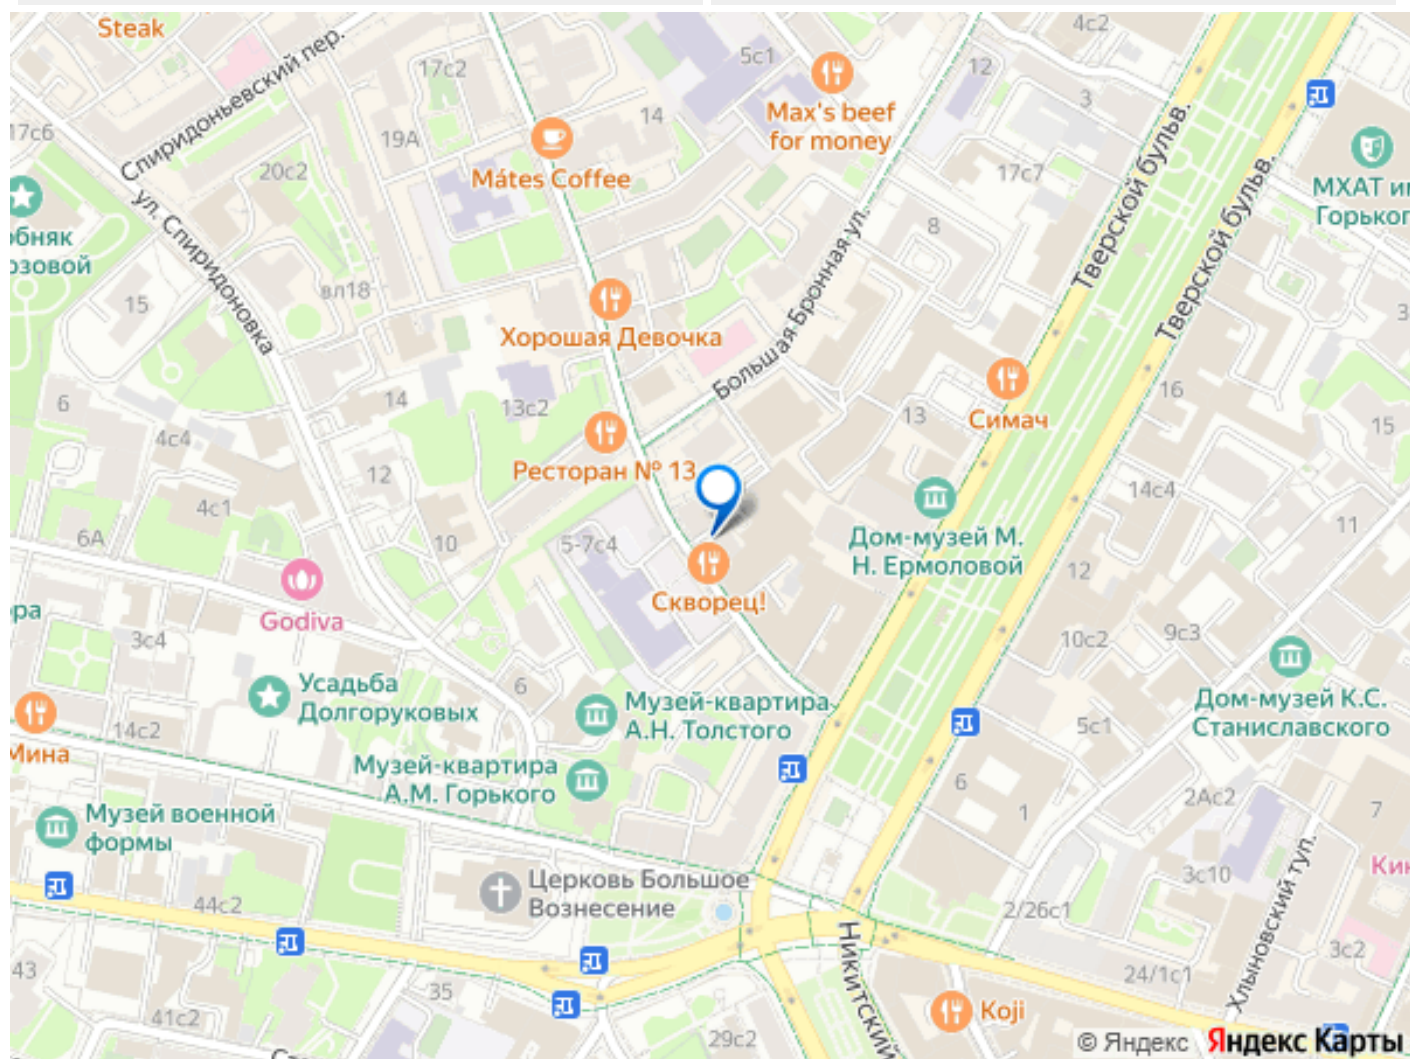 Steak
Спиридоньевский пер.
17с2
5с1
4с2
12
3
Max's beef
for money
14
19А
17с6
20с2
Mátes Coffee
17с7
Тверской бульв.
Тверской бульв.
МХАТ им
Горьког
обняк
озовой
ул. Спиридоновка
8
15
вл18
Большая Бронная ул.
Хорошая Девочка
3
16
6
14
13с2
13
Симач
15
4с4
12
Ресторан № 13
14с4
4с1
11
6А
10
5-7с4
Дом-музей М.
Н. Ермоловой
12
Godiva
Скворец!
ора
3с4
10с2
9с3
6
Усадьба
Долгоруковых
Музей-квартира
А.Н. Толстого
Дом-музей К.С.
Станиславского
14с2
5с1
Мина
Музей-квартира
А.М. Горького
6
2Ас2
1
7
Музей военной
формы
Кин
Церковь Большое
Вознесение
3с10
44с2
2/26с1
Хлыновский туп.
Никитский
3с2
43
24/1с1
35
41с2
Koji
29с2
© Яндекс Яндекс Карты